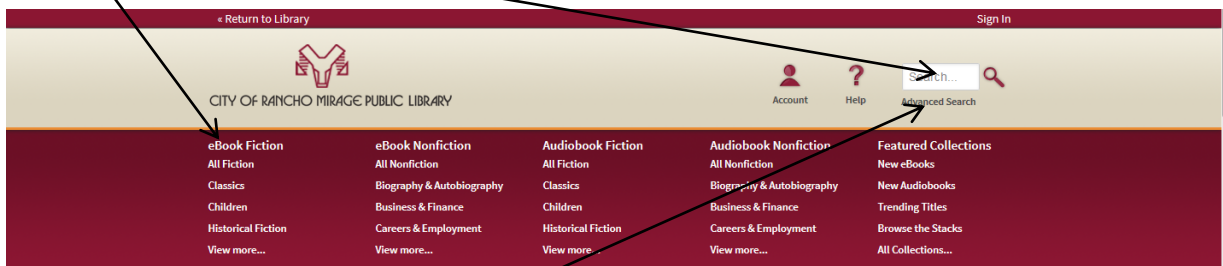 « Return to Library Sign In
CITY OF RANCHO MIRAGE PUBLIC LIBRARY
Account Help Search...
Advanced Search
eBook Fiction eBook Nonfiction Audiobook Fiction Audiobook Nonfiction Featured Collections
All Fiction All Nonfiction All Fiction All Nonfiction New eBooks
Classics Biography & Autobiography Classics Biography & Autobiography New Audiobooks
Children Business & Finance Children Business & Finance Trending Titles
Historical Fiction Careers & Employment Historical Fiction Careers & Employment Browse the Stacks
View more... View more... View more... View more... All Collections...